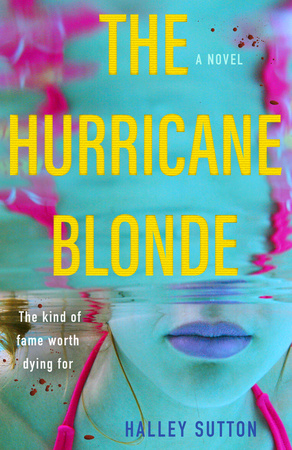 THE
A NOVEL
HURRICANE
BLONDE
The kind of
fame worth
dying for
HALLEY SUTTON